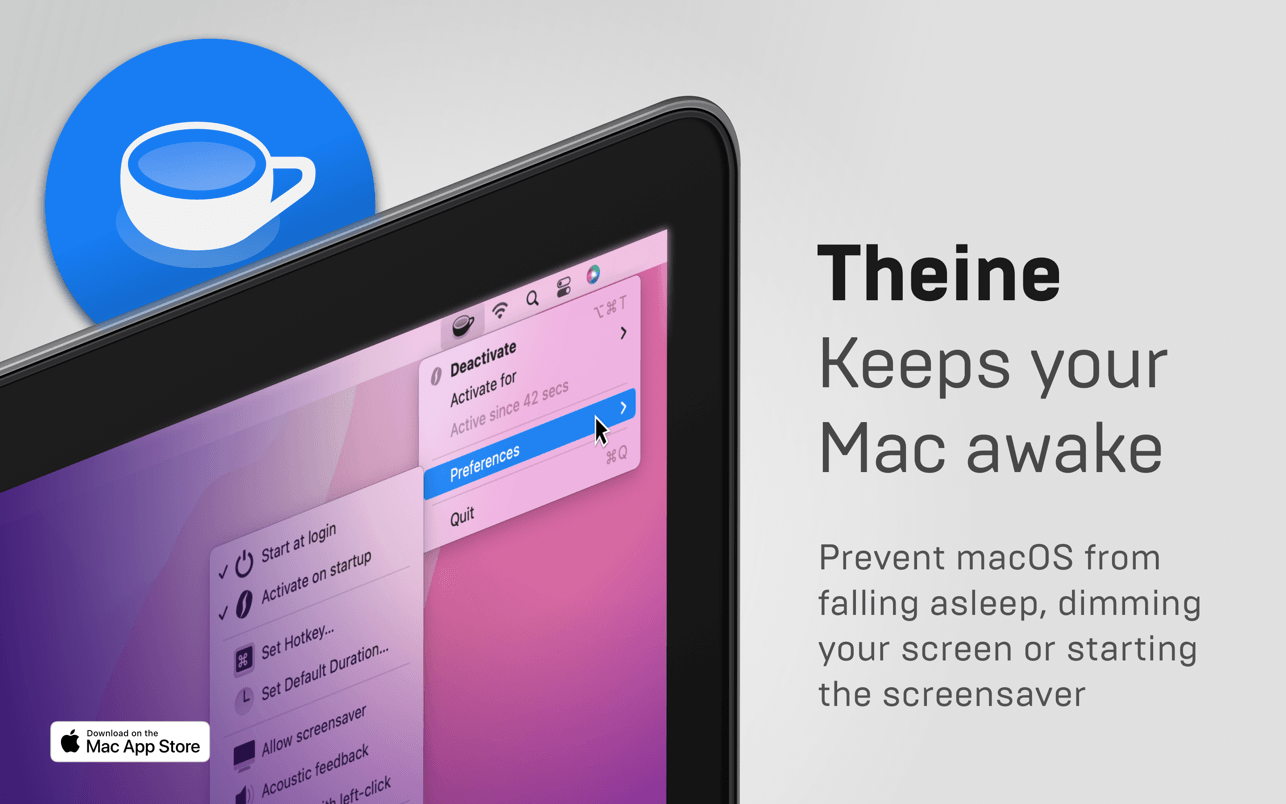 Theine
Keeps your
Mac awake
Prevent macOS from
falling asleep, dimming
your screen or starting
the screensaver
Deactivate ⌥⌘T
Activate for
Active since 42 secs
Preferences
Quit ⌘Q
✓ Start at login
✓ Activate on startup
Set Hotkey...
Set Default Duration...
Allow screensaver
Acoustic feedback
left-click
Download on the
Mac App Store